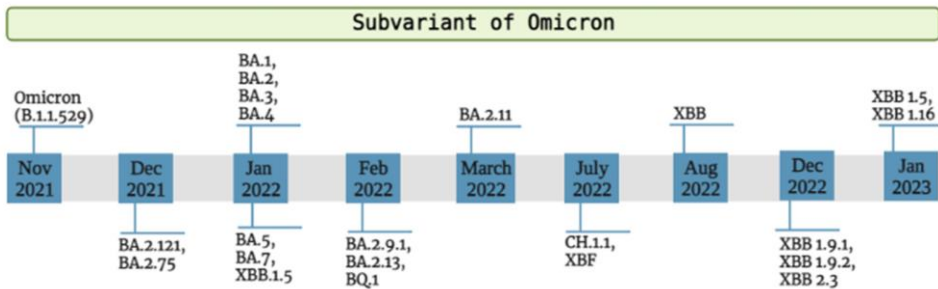 Subvariant of Omicron
Omicron
(B.1.1.529)
BA.1,
BA.2,
BA.3,
BA.4
BA.2.11
XBB
XBB 1.5,
XBB 1.16
Nov
2021
Dec
2021
Jan
2022
Feb
2022
March
2022
July
2022
Aug
2022
Dec
2022
Jan
2023
BA.2.121,
BA.2.75
BA.5,
BA.7,
XBB.1.5
BA.2.9.1,
BA.2.13,
BQ.1
CH.1.1,
XBF
XBB 1.9.1,
XBB 1.9.2,
XBB 2.3